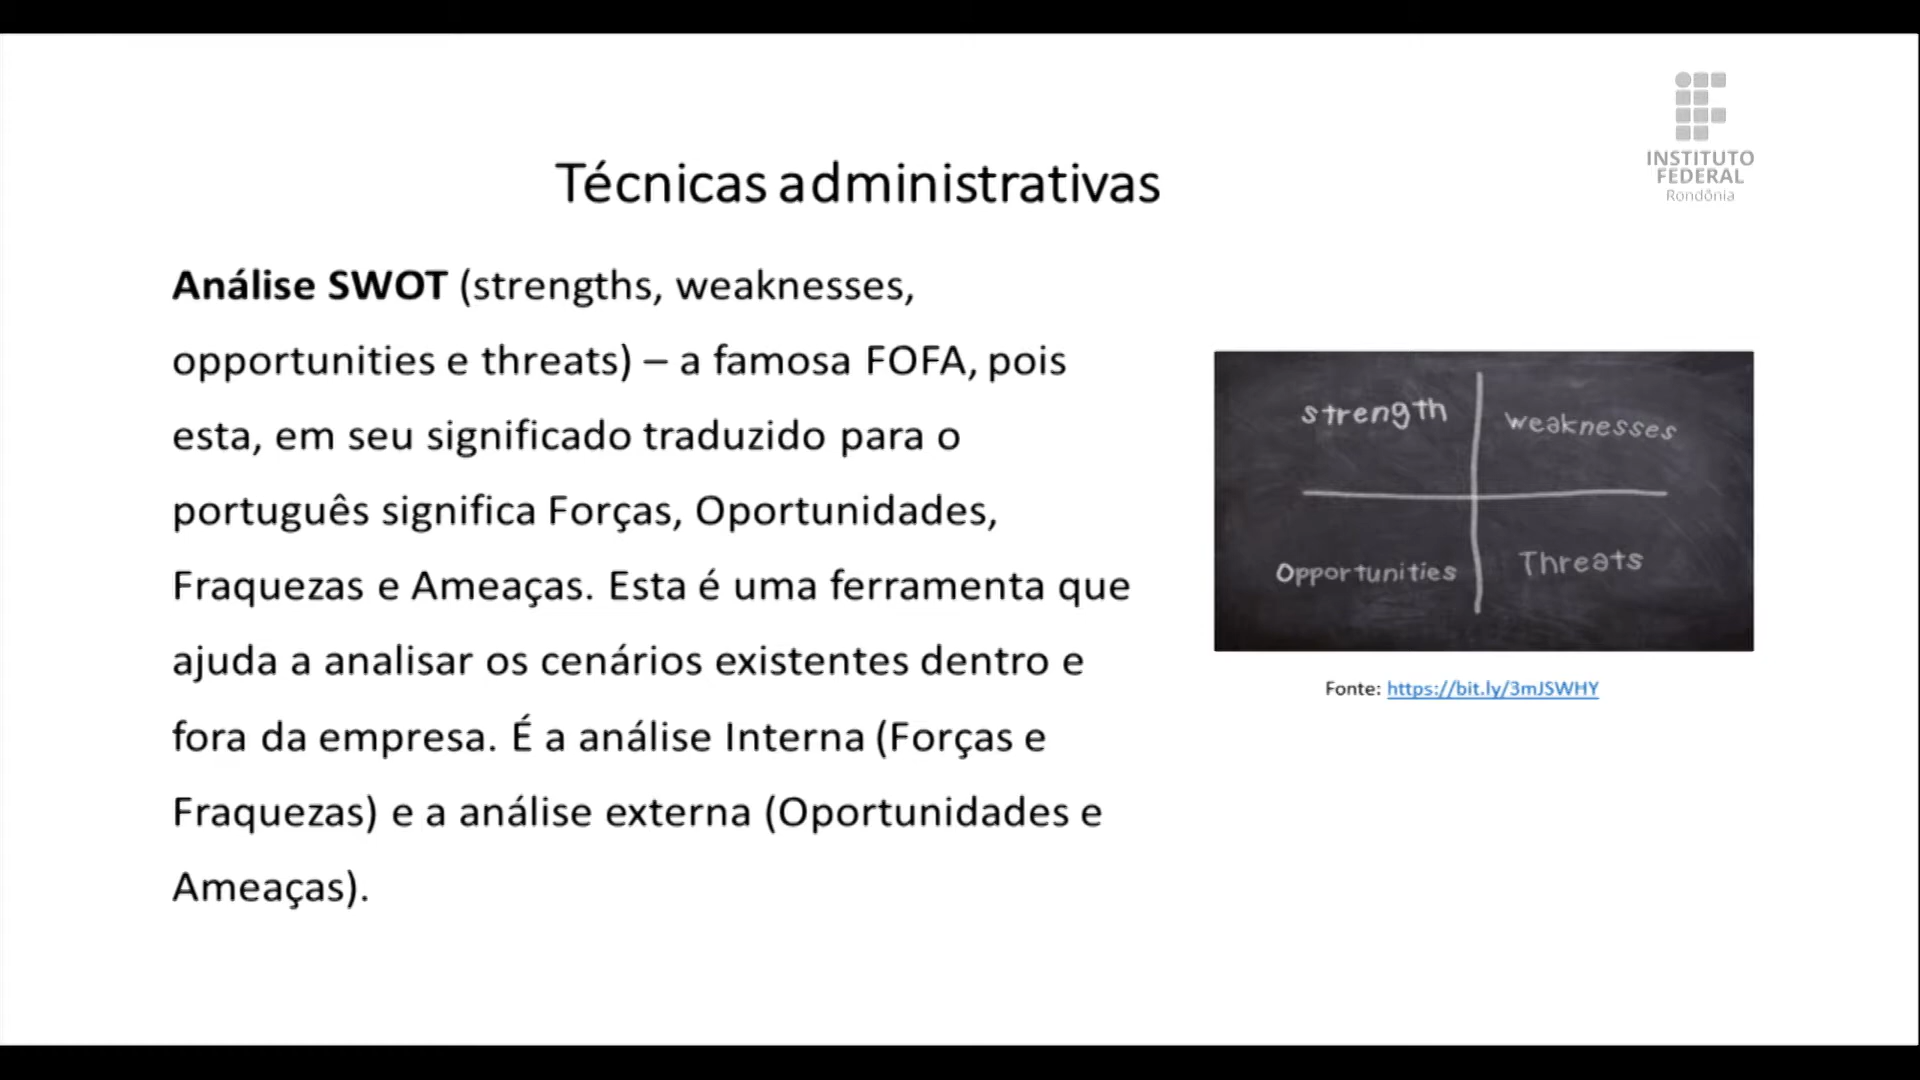 INSTITUTO
FEDERAL
Rondônia
Técnicas administrativas
Análise SWOT (strengths, weaknesses,
opportunities e threats) – a famosa FOFA, pois
esta, em seu significado traduzido para o
português significa Forças, Oportunidades,
Fraquezas e Ameaças. Esta é uma ferramenta que
ajuda a analisar os cenários existentes dentro e
fora da empresa. É a análise Interna (Forças e
Fraquezas) e a análise externa (Oportunidades e
Ameaças).
strength
weaknesses
Opportunities
Threats
Fonte: https://bit.ly/3mJSWHY